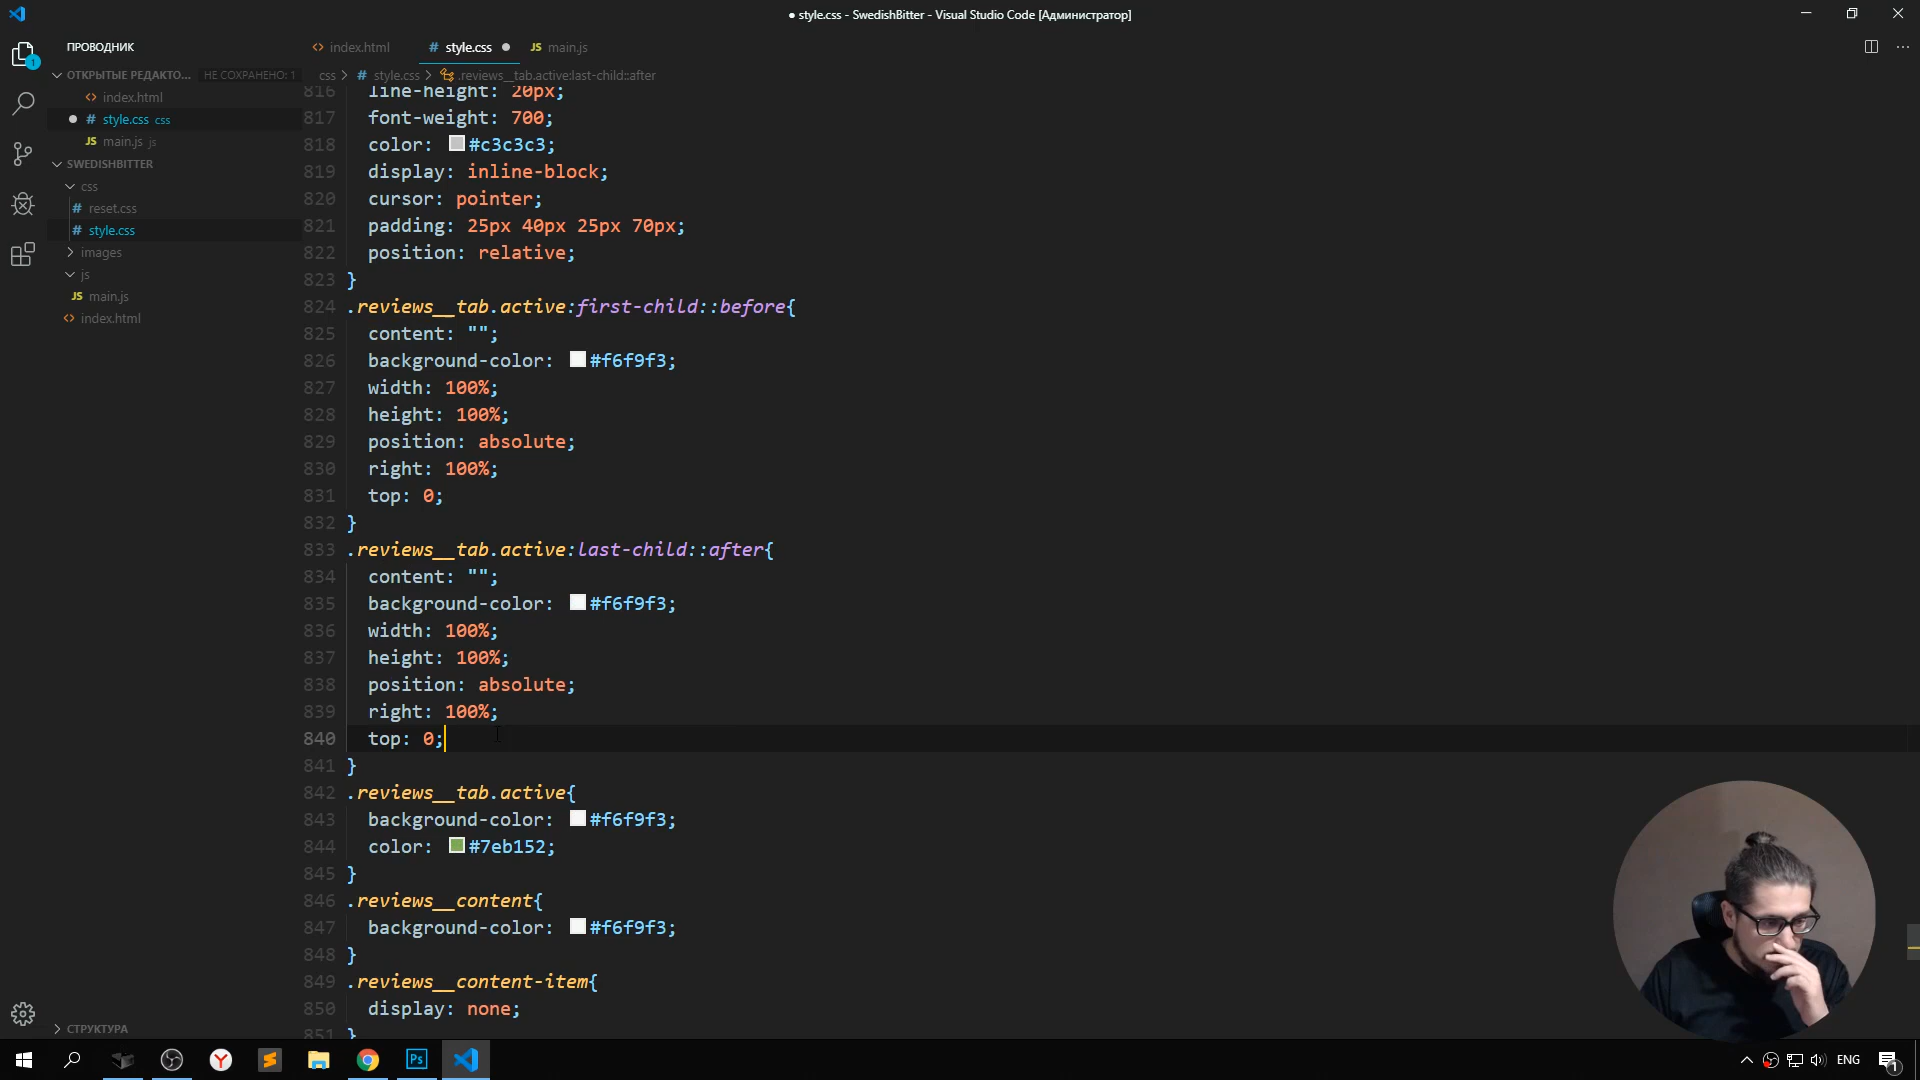 ● style.css - SwedishBitter - Visual Studio Code [Администратор]
ПРОВОДНИК
index.html
# style.css
JS main.js
ОТКРЫТЫЕ РЕДАКТО...
НЕ СОХРАНЕНО: 1
css > # style.css > .reviews__tab.active:last-child::after
index.html
# style.css css
JS main.js js
SWEDISHBITTER
css
# reset.css
# style.css
images
js
JS main.js
index.html
СТРУКТУРА
816 line-height: 20px;
817 font-weight: 700;
818 color: #c3c3c3;
819 display: inline-block;
820 cursor: pointer;
821 padding: 25px 40px 25px 70px;
822 position: relative;
823 }
824 .reviews__tab.active:first-child::before{
825 content: "";
826 background-color: #f6f9f3;
827 width: 100%;
828 height: 100%;
829 position: absolute;
830 right: 100%;
831 top: 0;
832 }
833 .reviews__tab.active:last-child::after{
834 content: "";
835 background-color: #f6f9f3;
836 width: 100%;
837 height: 100%;
838 position: absolute;
839 right: 100%;
840 top: 0;
841 }
842 .reviews__tab.active{
843 background-color: #f6f9f3;
844 color: #7eb152;
845 }
846 .reviews__content{
847 background-color: #f6f9f3;
848 }
849 .reviews__content-item{
850 display: none;
851 }
1
Ps
ENG
1